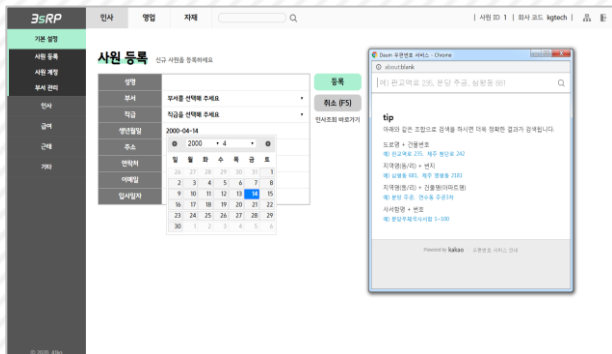 3sRP
인사 영업 자재
사원 ID 1 | 회사 코드 kgtech |
기본 설정
사원 등록
사원 계정
부서 관리
인사
급여
근태
기타
© 2020. 4tles
사원 등록 신규 사원을 등록하세요
성명
부서 부서를 선택해 주세요
직급 직급을 선택해 주세요
생년월일 2000-04-14
주소
연락처
이메일
입사일자
2000 4
일 월 화 수 목 금 토
26 27 28 29 30 31 1
2 3 4 5 6 7 8
9 10 11 12 13 14 15
16 17 18 19 20 21 22
23 24 25 26 27 28 29
30 1 2 3 4 5 6
등록
취소 (F5)
인사조회 바로가기
Daum 우편번호 서비스 - Chrome
about:blank
예) 판교역로 235, 분당 주공, 삼평동 681
tip
아래와 같은 조합으로 검색을 하시면 더욱 정확한 결과가 검색됩니다.
도로명 + 건물번호
예) 판교역로 235, 제주 첨단로 242
지역명(동/리) + 번지
예) 삼평동 681, 제주 영평동 2181
지역명(동/리) + 건물명(아파트명)
예) 분당 주공, 연수동 주공3차
사서함명 + 번호
예) 분당우체국사서함 1~100
Powered by kakao 우편번호 서비스 안내